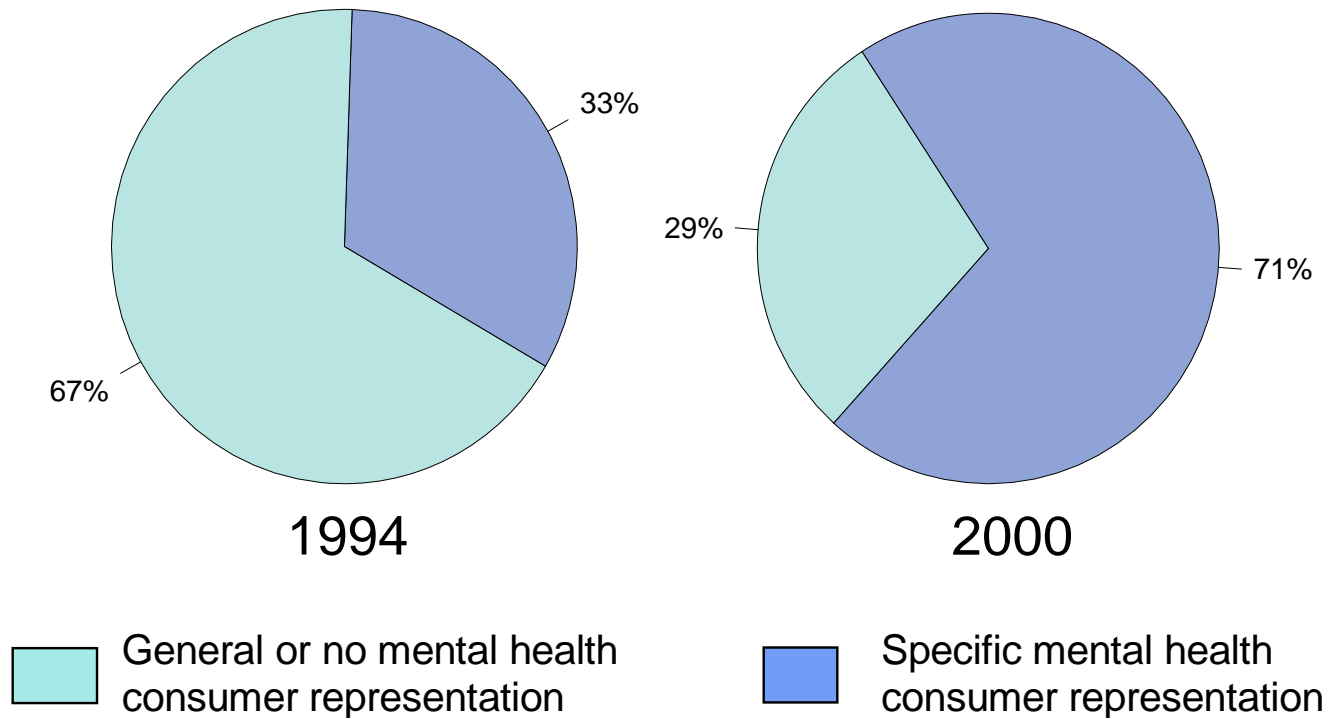 33%
67%
29%
71%
1994
2000
General or no mental health
consumer representation
Specific mental health
consumer representation